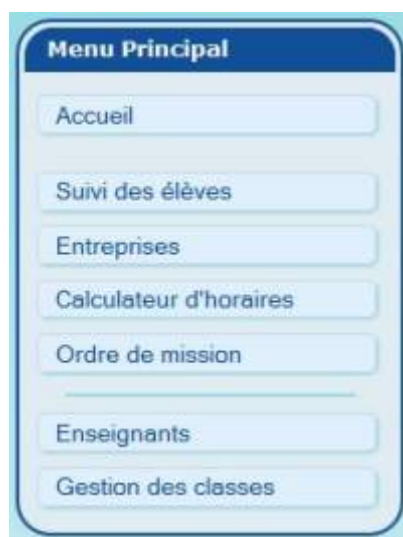 Menu Principal
Accueil
Suivi des élèves
Entreprises
Calculateur d'horaires
Ordre de mission
Enseignants
Gestion des classes